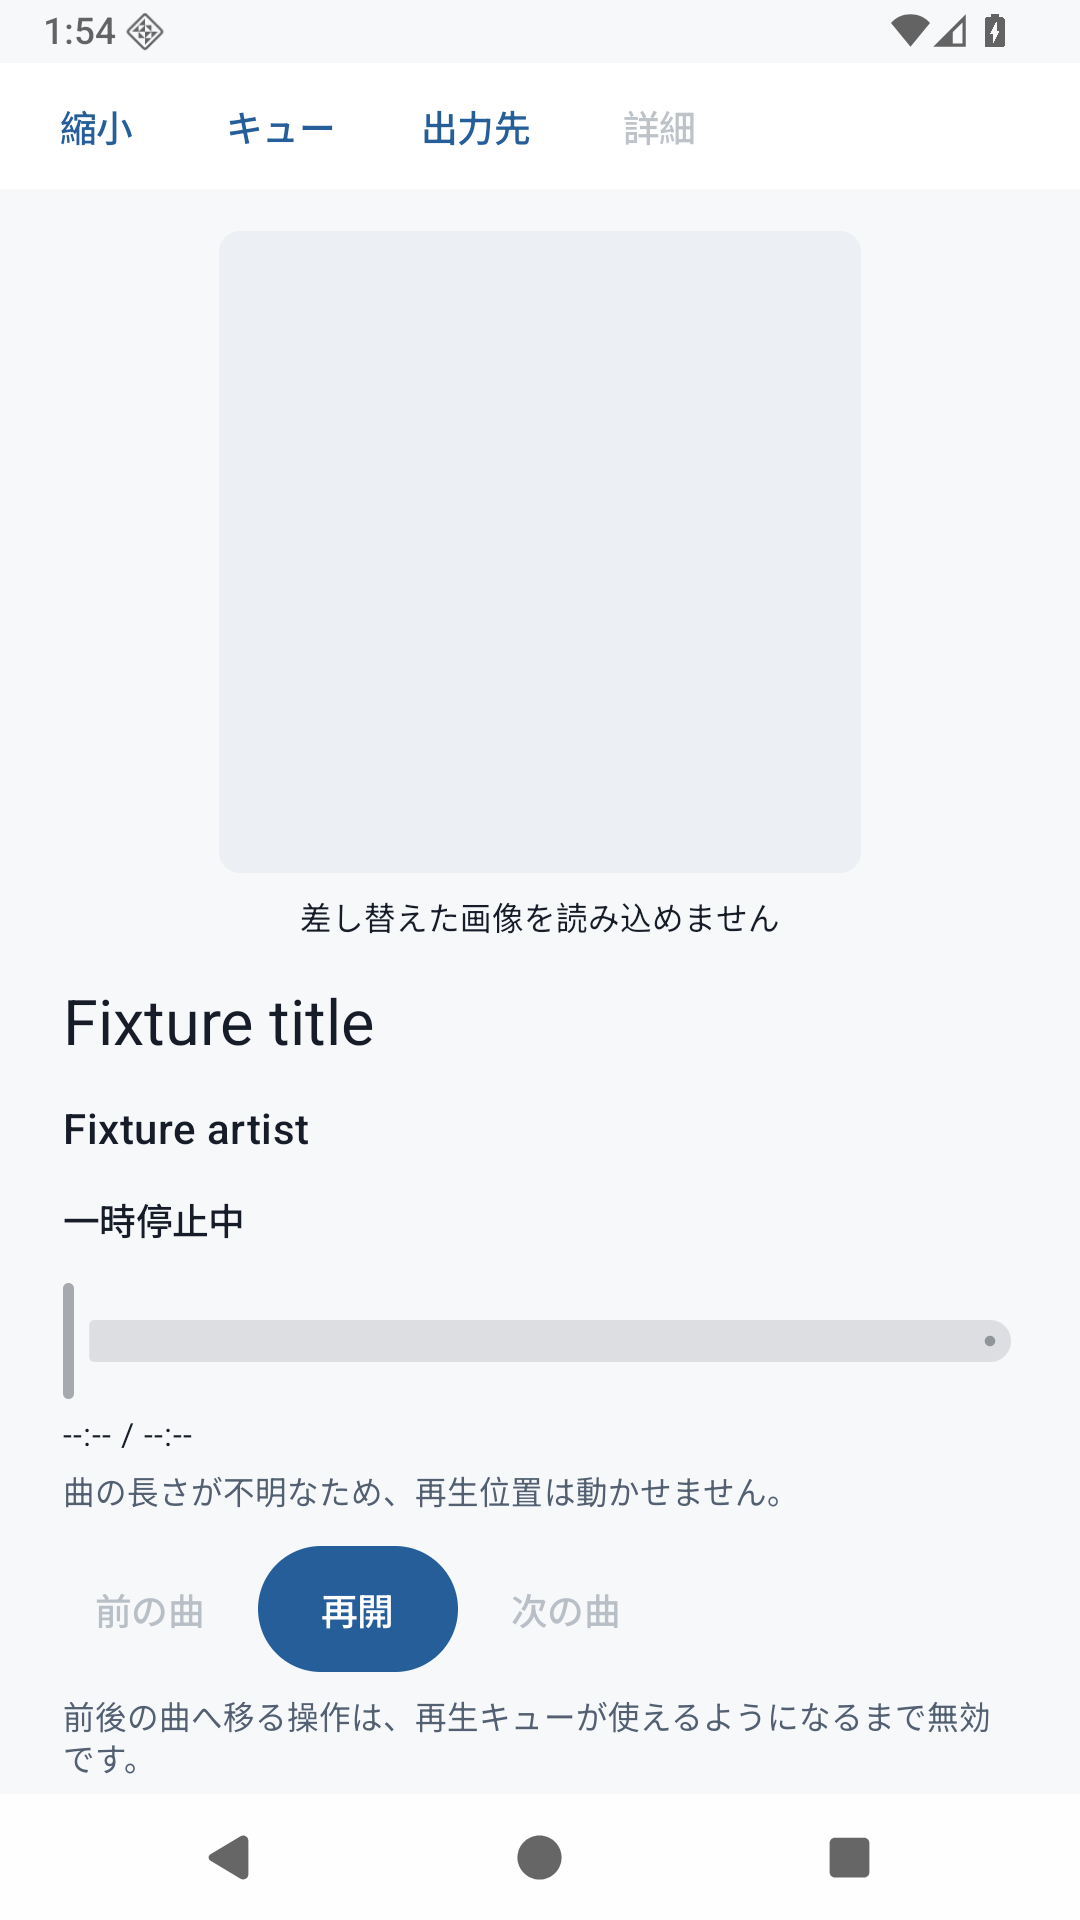 1:54
縮小 キュー 出力先 詳細
差し替えた画像を読み込めません
Fixture title
Fixture artist
一時停止中
--:-- / --:--
曲の長さが不明なため、再生位置は動かせません。
前の曲 再開 次の曲
前後の曲へ移る操作は、再生キューが使えるようになるまで無効
です。